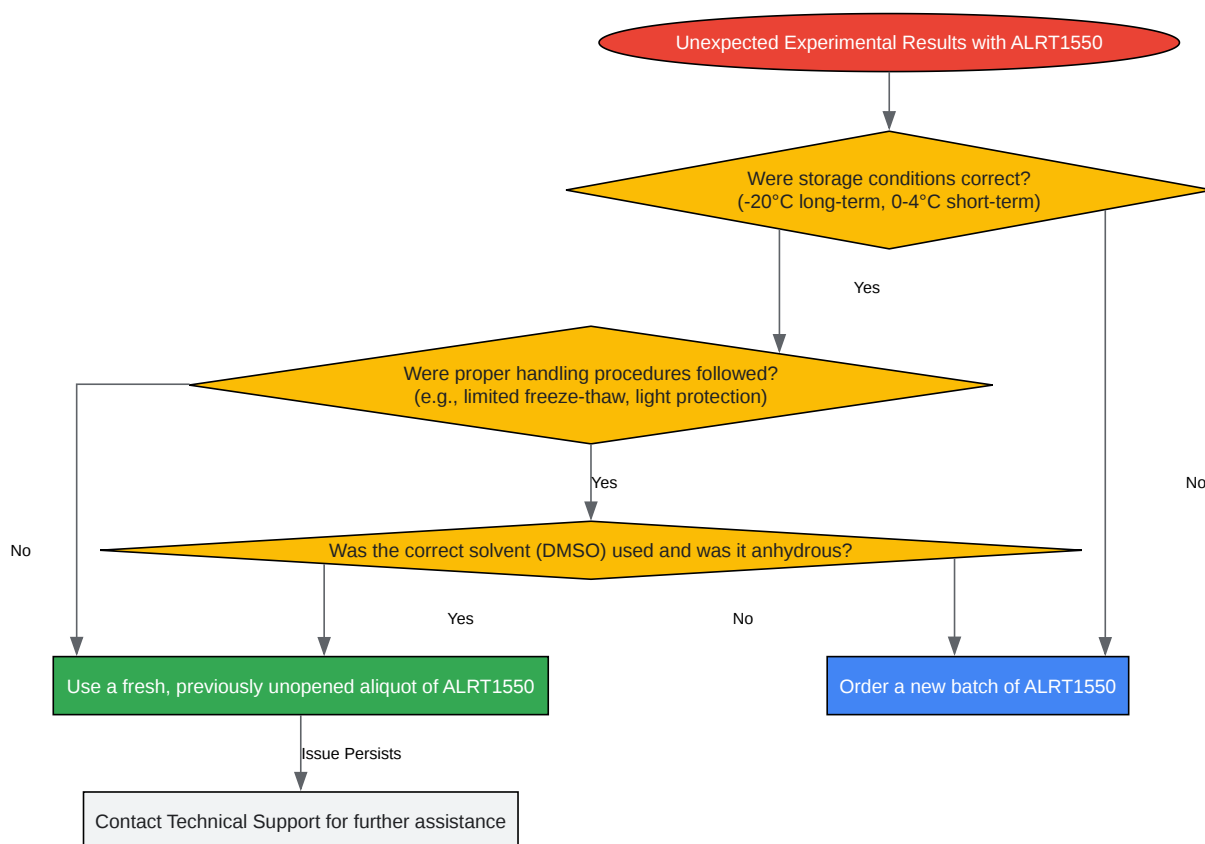 Unexpected Experimental Results with ALRT1550
Were storage conditions correct?
(-20°C long-term, 0-4°C short-term)
Yes
Were proper handling procedures followed?
(e.g., limited freeze-thaw, light protection)
Yes
No
No
Was the correct solvent (DMSO) used and was it anhydrous?
Yes
No
Use a fresh, previously unopened aliquot of ALRT1550
Order a new batch of ALRT1550
Issue Persists
Contact Technical Support for further assistance